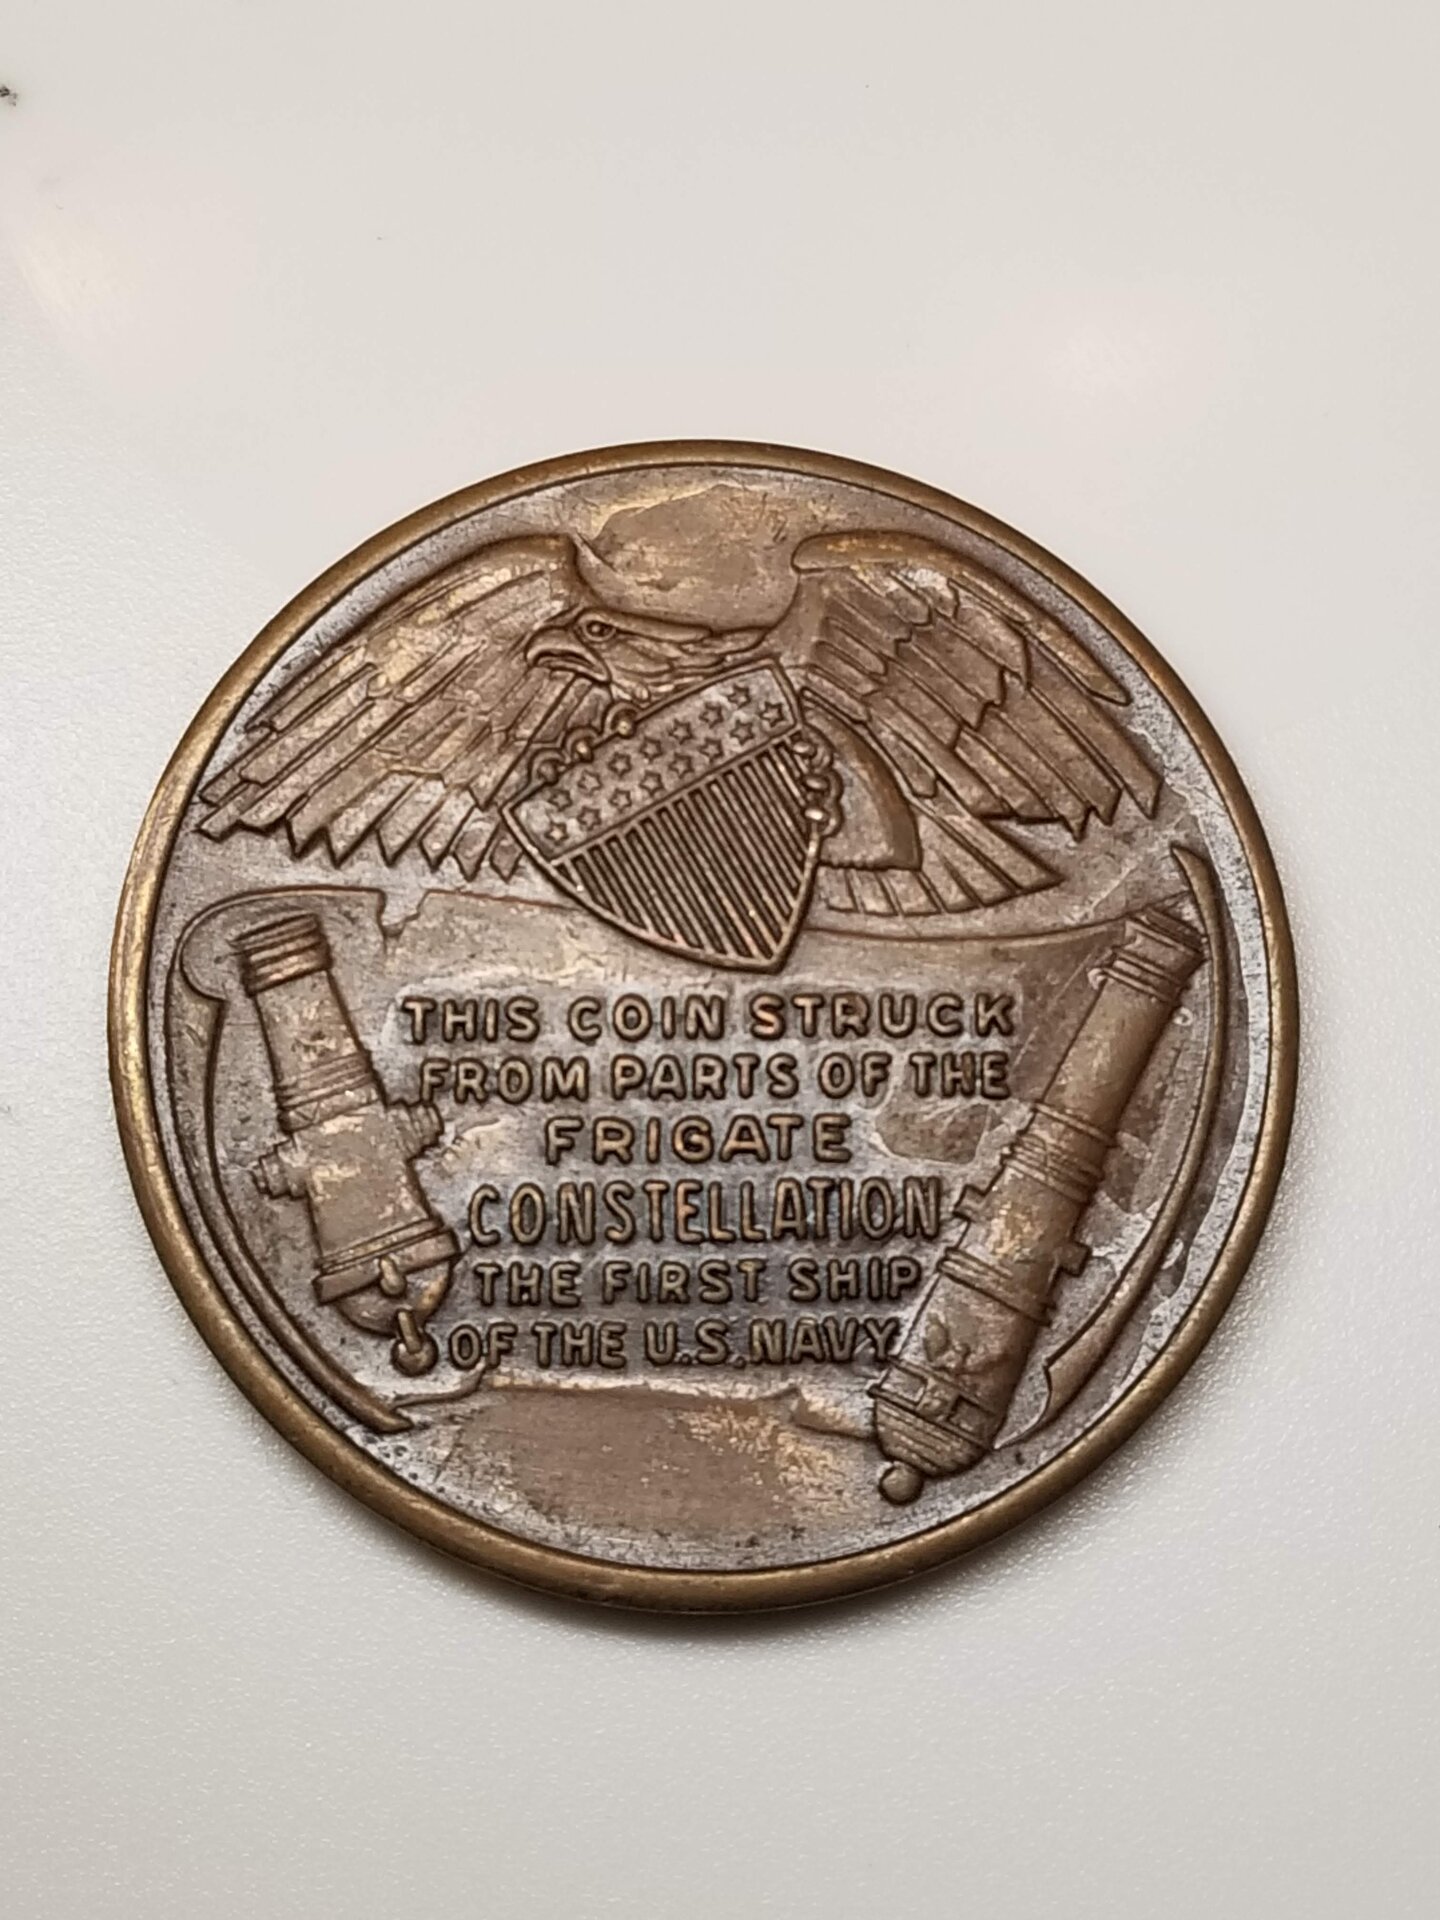 THIS COIN STRUCK
FROM PARTS OF THE
FRIGATE
CONSTELLATION
THE FIRST SHIP
OF THE U.S. NAVY